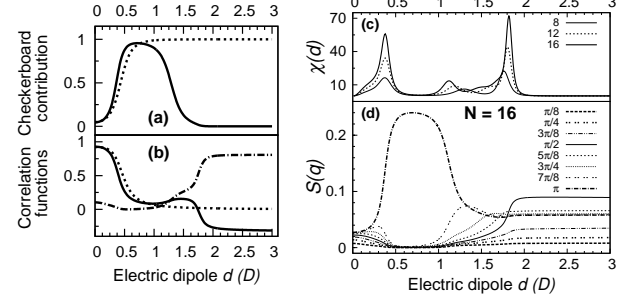 0 0.5 1 1.5 2 2.5 3
1
0.5
0
Checkerboard
contribution
(a)
1
0.5
0
Correlation
functions
(b)
0 0.5 1 1.5 2 2.5 3
Electric dipole d (D)
0 0.5 1 1.5 2 2.5 3
70
40
10
χ(d)
(c)
8
12
16
(d)
N = 16
0.2
0.1
0
S(q)
π/8
π/4
3π/8
π/2
5π/8
3π/4
7π/8
π
0 0.5 1 1.5 2 2.5 3
Electric dipole d (D)